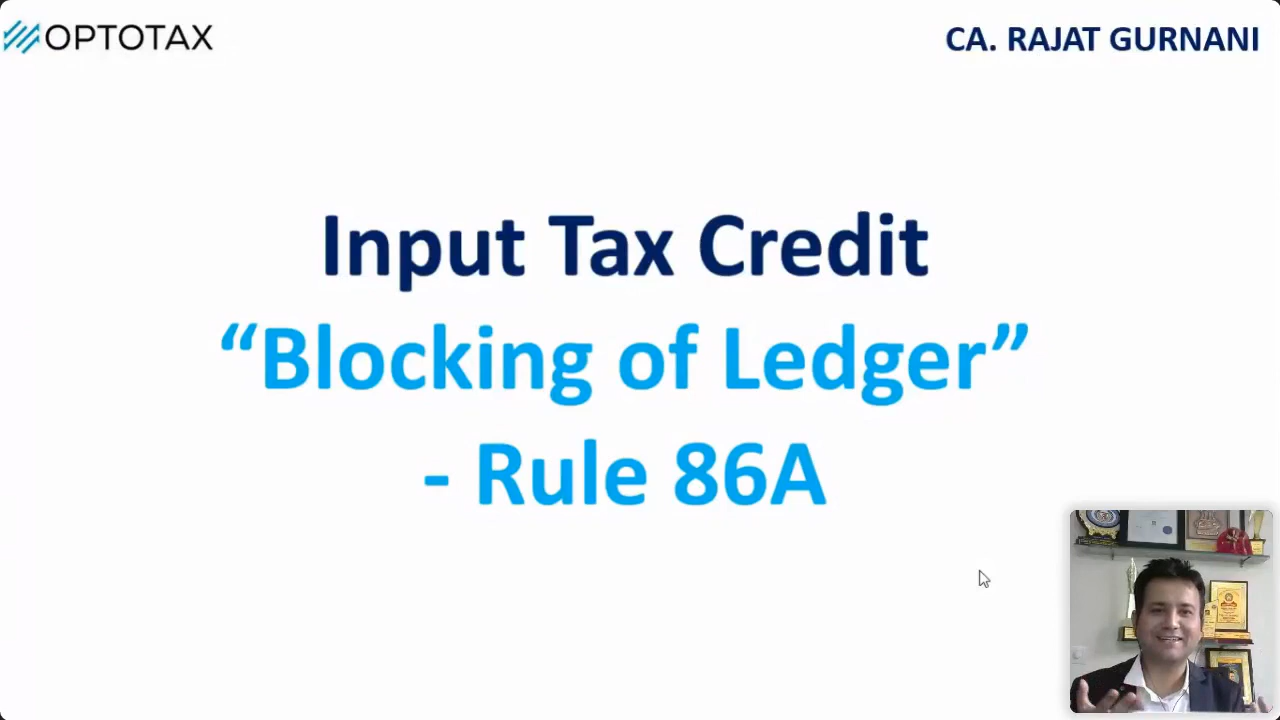 OPTOTAX
CA. RAJAT GURNANI
Input Tax Credit
“Blocking of Ledger”
- Rule 86A